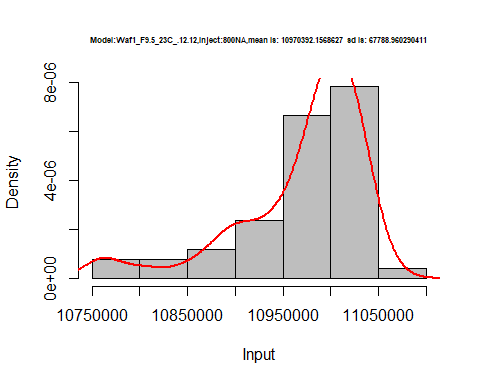 Model:Waf1_F9.5_23C_.12.12,Inject:800NA,mean is: 10970392.1568627 sd is: 67788.960290411
8e-06
4e-06
0e+00
Density
10750000 10850000 10950000 11050000
Input